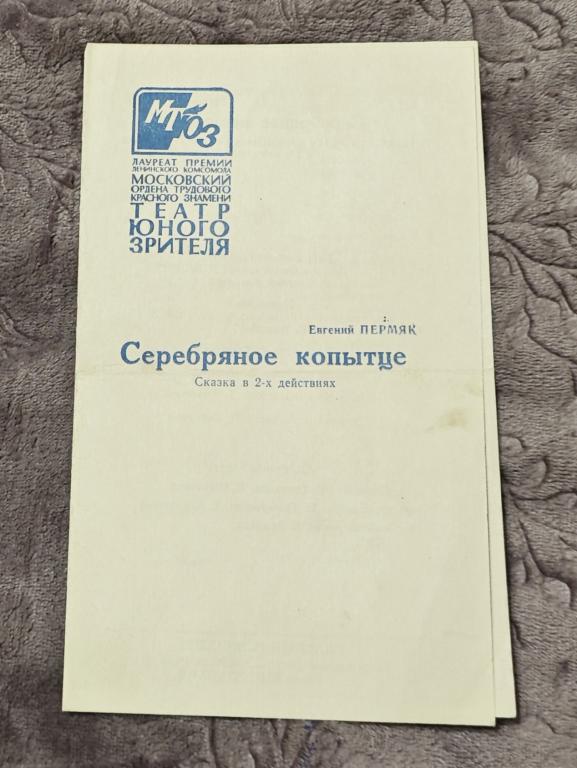 МТЮЗ
ЛАУРЕАТ ПРЕМИИ
ЛЕНИНСКОГО КОМСОМОЛА
МОСКОВСКИЙ
ОРДЕНА ТРУДОВОГО
КРАСНОГО ЗНАМЕНИ
ТЕАТР
ЮНОГО
ЗРИТЕЛЯ
Евгений ПЕРМЯК
Серебряное копытце
Сказка в 2-х действиях